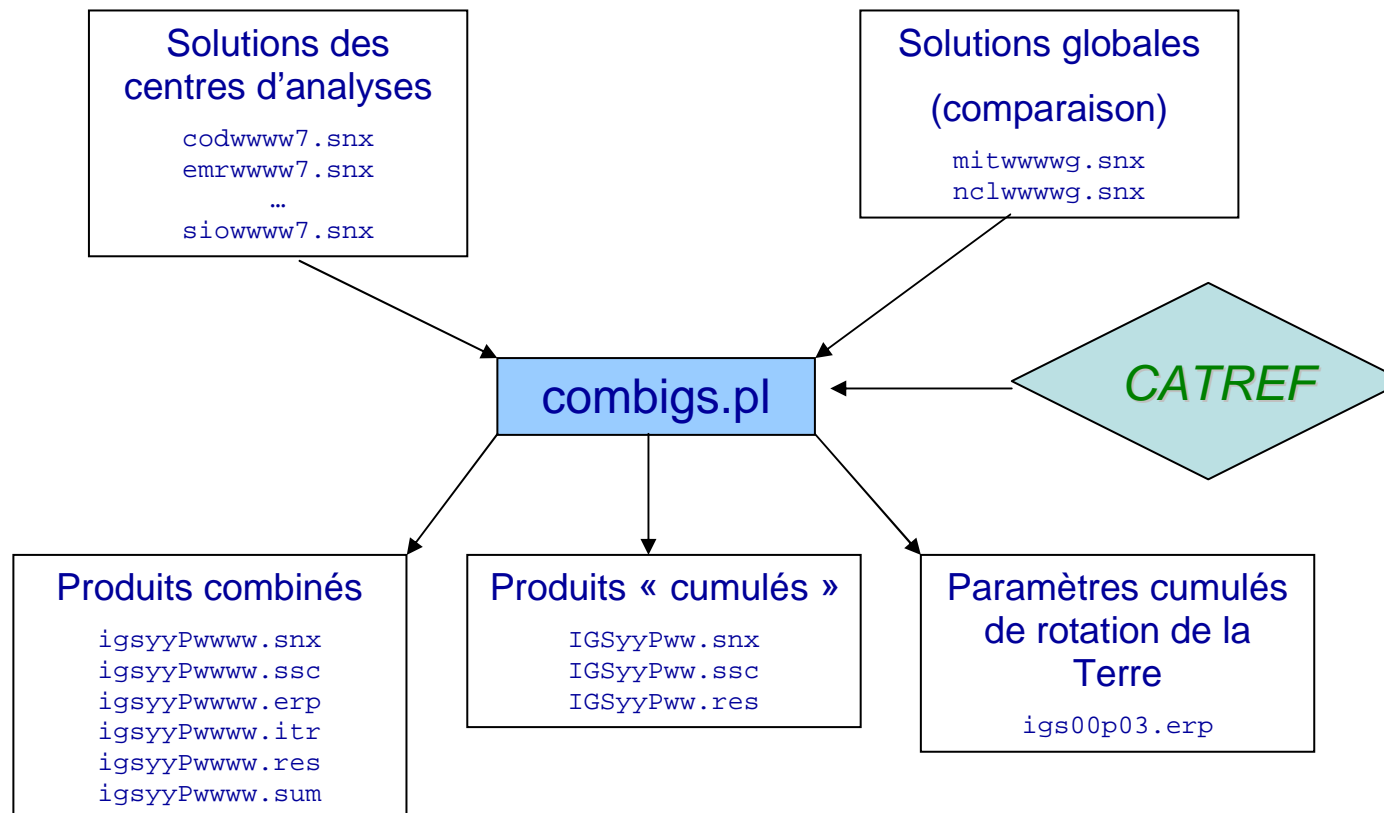 Solutions des
centres d'analyses
codwwww7.snx
emrwwww7.snx
…
siowwww7.snx
Solutions globales
(comparaison)
mitwwwwg.snx
nclwwwwg.snx
combigs.pl
CATREF
Produits combinés
igsyyPwwww.snx
igsyyPwwww.ssc
igsyyPwwww.erp
igsyyPwwww.itr
igsyyPwwww.res
igsyyPwwww.sum
Produits « cumulés »
IGSyyPww.snx
IGSyyPww.ssc
IGSyyPww.res
Paramètres cumulés
de rotation de la
Terre
igs00p03.erp